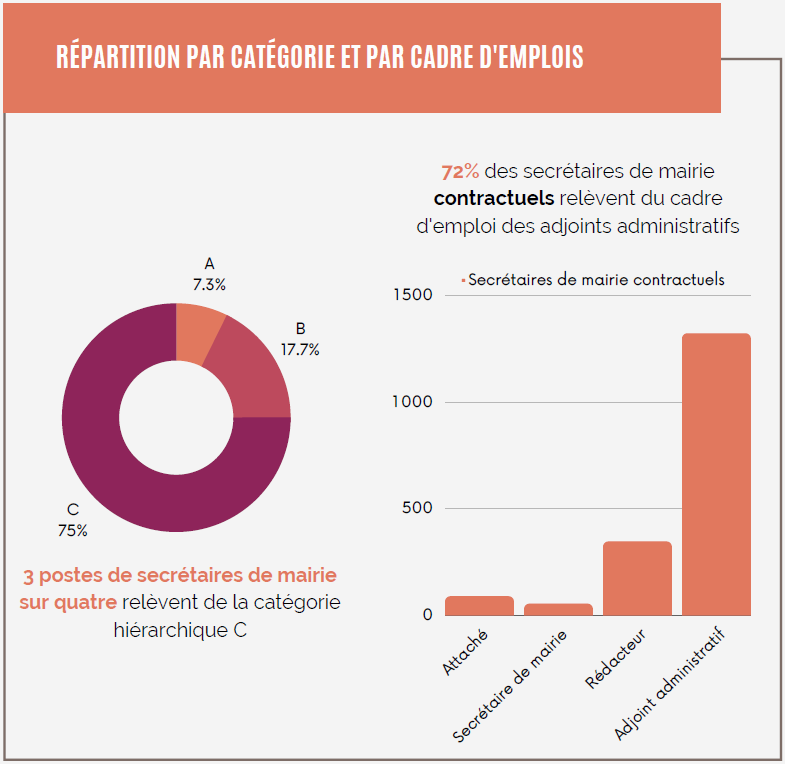 RÉPARTITION PAR CATÉGORIE ET PAR CADRE D'EMPLOIS
72% des secrétaires de mairie
contractuels relèvent du cadre
d'emploi des adjoints administratifs
A
7.3%
B
17.7%
C
75%
3 postes de secrétaires de mairie
sur quatre relèvent de la catégorie
hiérarchique C
Secrétaires de mairie contractuels
1500
1000
500
0
Attaché
Secrétaire de mairie
Rédacteur
Adjoint administratif